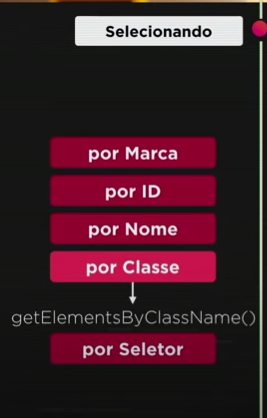 Selecionando
por Marca
por ID
por Nome
por Classe
getElementsByClassName()
por Seletor